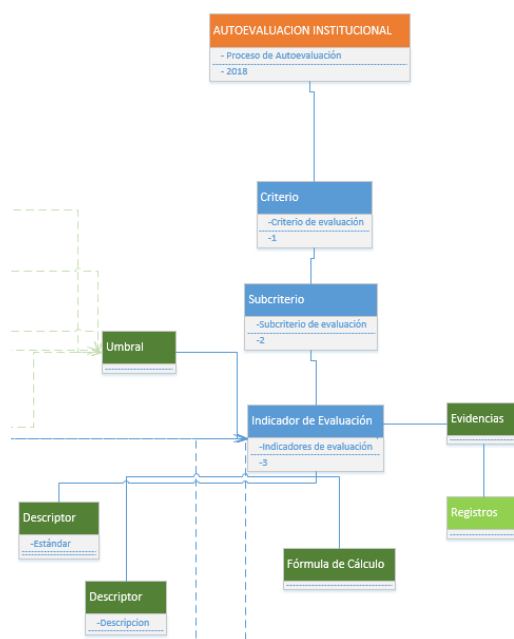 AUTOEVALUACION INSTITUCIONAL
- Proceso de Autoevaluación
- 2018
Criterio
-Criterio de evaluación
-1
Subcriterio
-Subcriterio de evaluación
-2
Umbral
Indicador de Evaluación
-Indicadores de evaluación
-3
Evidencias
Registros
Descriptor
-Estándar
Fórmula de Cálculo
Descriptor
-Descripcion